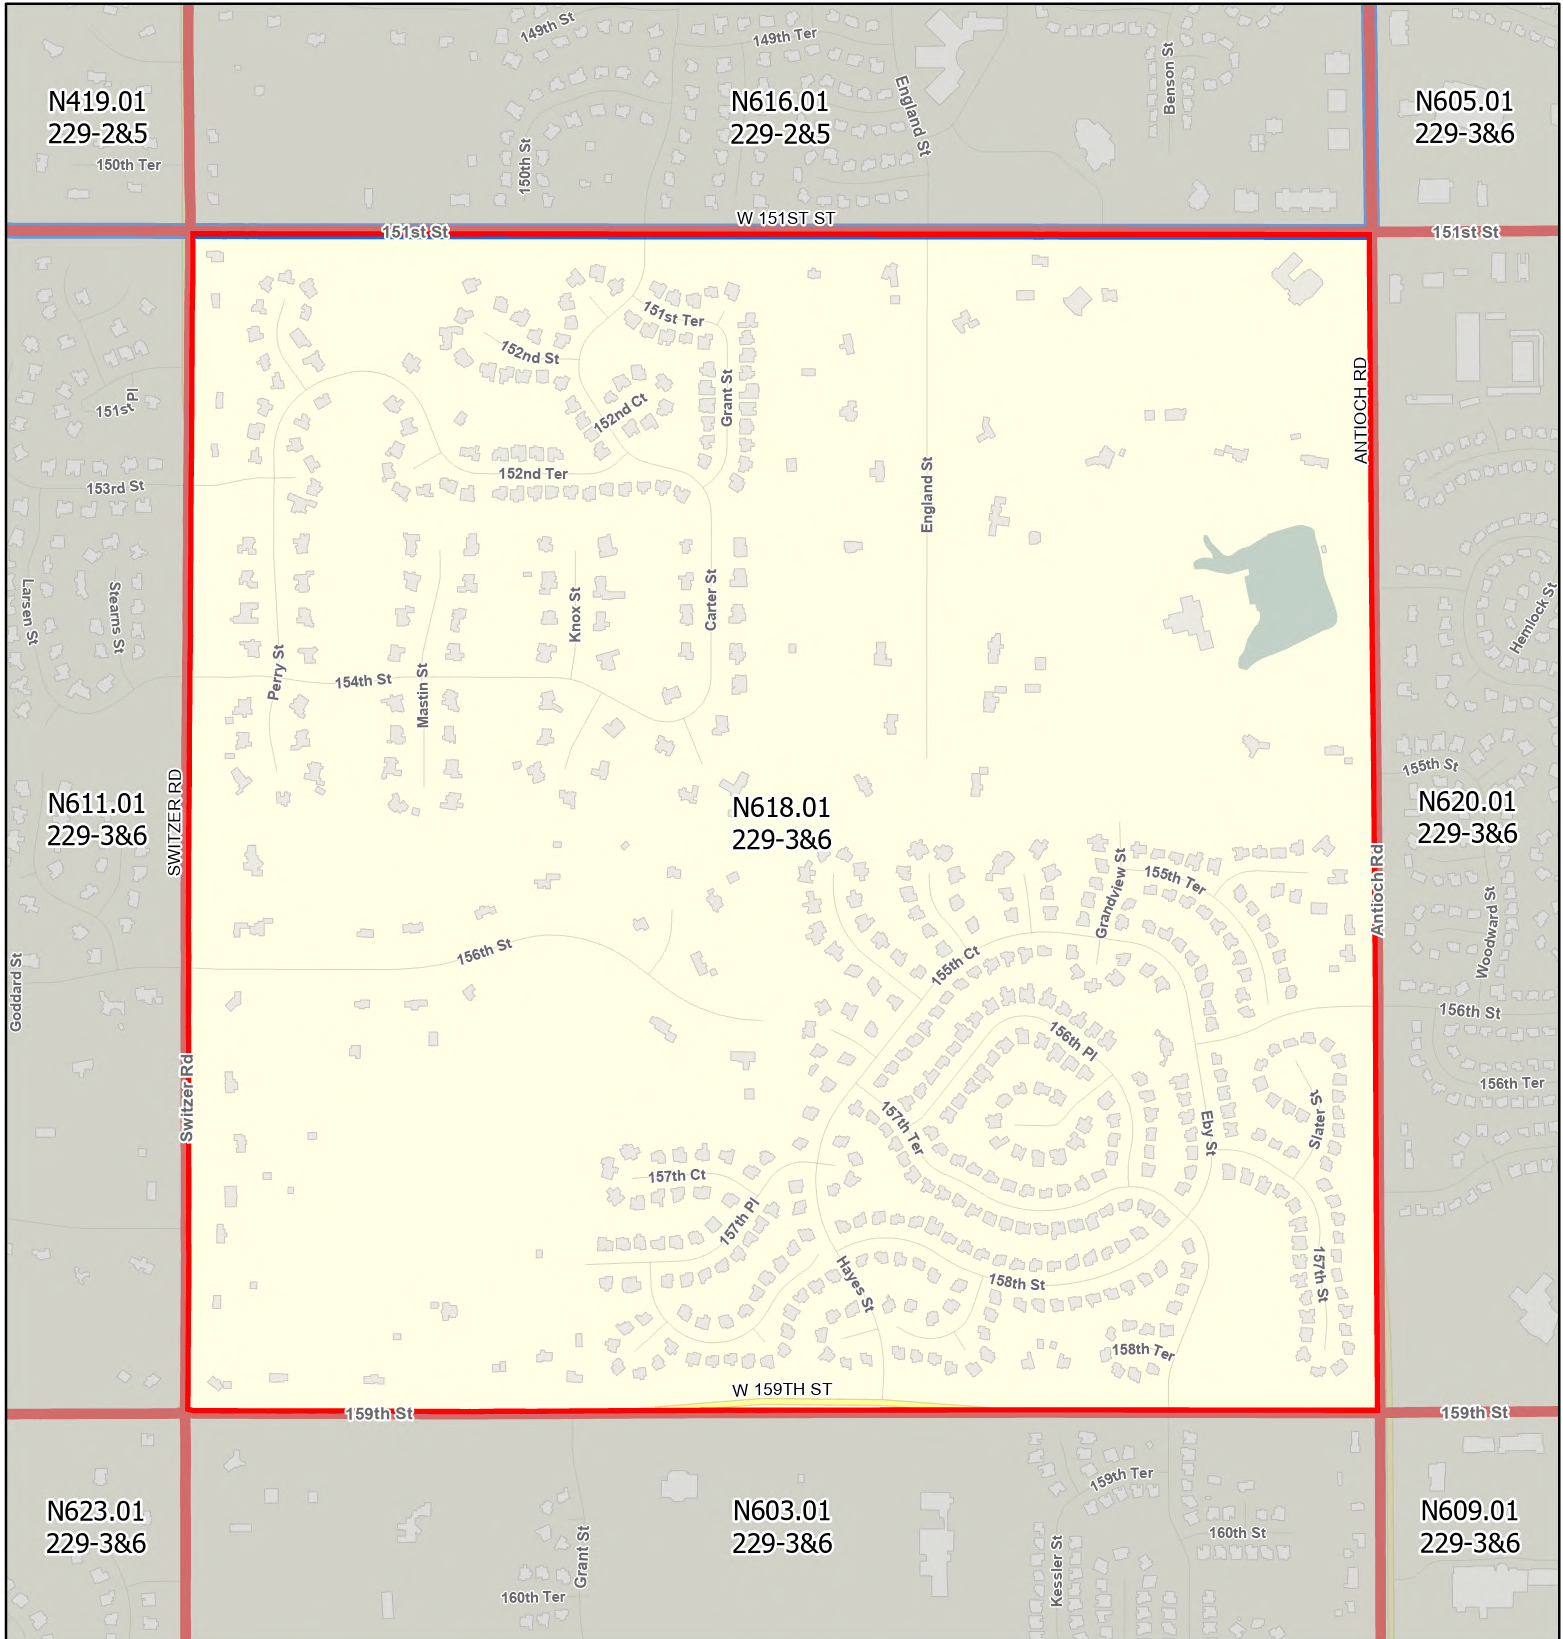 149th St
149th Ter
England St
Benson St
N419.01
229-2&5
N616.01
229-2&5
N605.01
229-3&6
150th Ter
150th St
W 151ST ST
151st St
151st St
151st Ter
152nd St
152nd Ct
Grant St
ANTIOCH RD
151st Pl
152nd Ter
153rd St
England St
Larsen St
Stearns St
Knox St
Carter St
Hemlock St
Perry St
154th St
Mastin St
155th St
SWITZER RD
N611.01
229-3&6
N618.01
229-3&6
N620.01
229-3&6
Grandview St
155th Ter
Antioch Rd
Woodward St
156th St
155th Ct
Goddard St
156th St
156th Pl
Switzer Rd
156th Ter
157th Ter
Eby St
Slater St
157th Ct
157th Pl
Hayes St
158th St
157th St
158th Ter
W 159TH ST
159th St
159th St
159th Ter
N623.01
229-3&6
N603.01
229-3&6
N609.01
229-3&6
Grant St
Kessler St
160th St
160th Ter